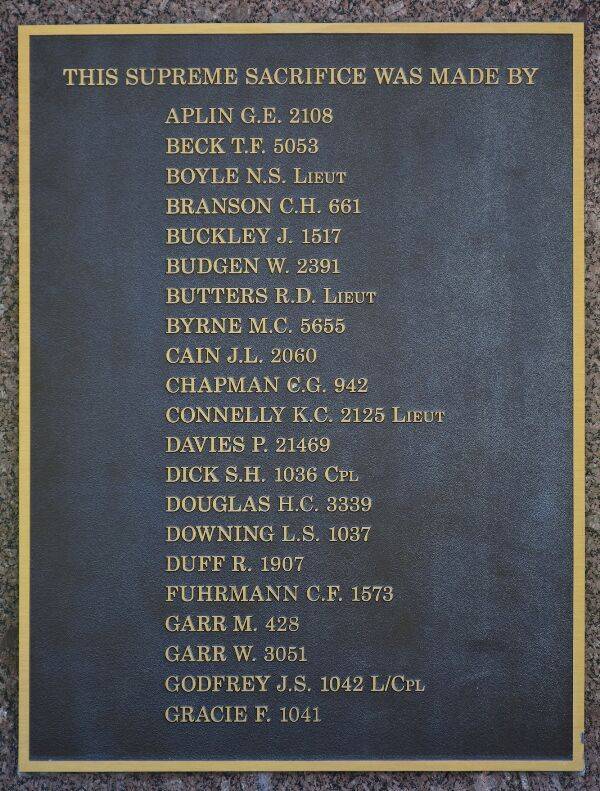 THIS SUPREME SACRIFICE WAS MADE BY
APLIN G.E. 2108
BECK T.F. 5053
BOYLE N.S. LIEUT
BRANSON C.H. 661
BUCKLEY J. 1517
BUDGEN W. 2391
BUTTERS R.D. LIEUT
BYRNE M.C. 5655
CAIN J.L. 2060
CHAPMAN C.G. 942
CONNELLY K.C. 2125 LIEUT
DAVIES P. 21469
DICK S.H. 1036 CPL
DOUGLAS H.C. 3339
DOWNING L.S. 1037
DUFF R. 1907
FUHRMANN C.F. 1573
GARR M. 428
GARR W. 3051
GODFREY J.S. 1042 L/CPL
GRACIE F. 1041